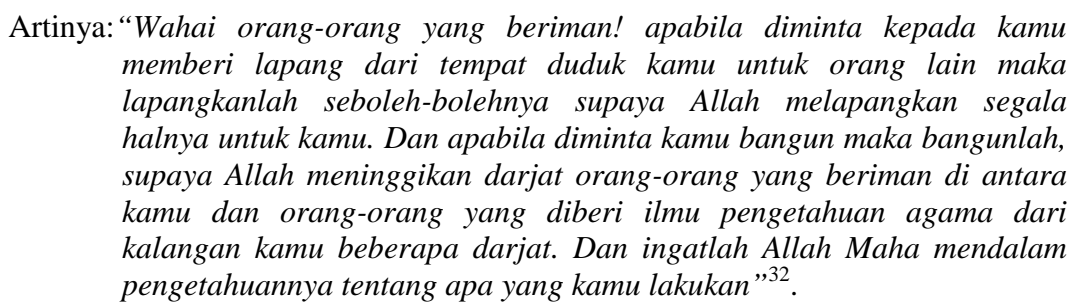 Artinya: “Wahai orang-orang yang beriman! apabila diminta kepada kamu
memberi lapang dari tempat duduk kamu untuk orang lain maka
lapangkanlah seboleh-bolehnya supaya Allah melapangkan segala
halnya untuk kamu. Dan apabila diminta kamu bangun maka bangunlah,
supaya Allah meninggikan darjat orang-orang yang beriman di antara
kamu dan orang-orang yang diberi ilmu pengetahuan agama dari
kalangan kamu beberapa darjat. Dan ingatlah Allah Maha mendalam
pengetahuannya tentang apa yang kamu lakukan”³².